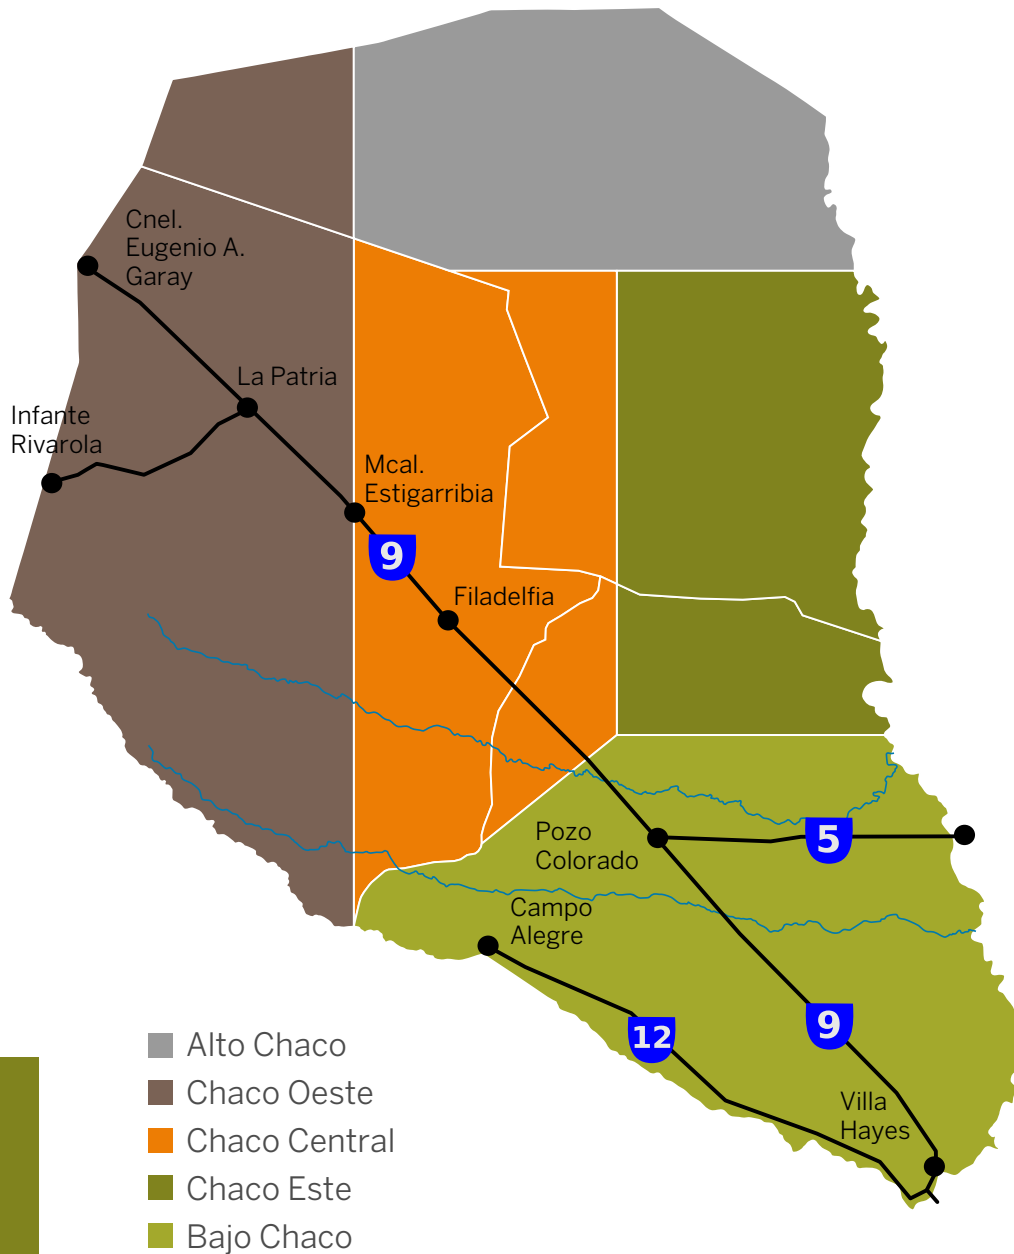 Cnel.
Eugenio A.
Garay
La Patria
Infante
Rivarola
Mcal.
Estigarribia
9
Filadelfia
Pozo
Colorado
5
Campo
Alegre
12
9
Villa
Hayes
Alto Chaco
Chaco Oeste
Chaco Central
Chaco Este
Bajo Chaco